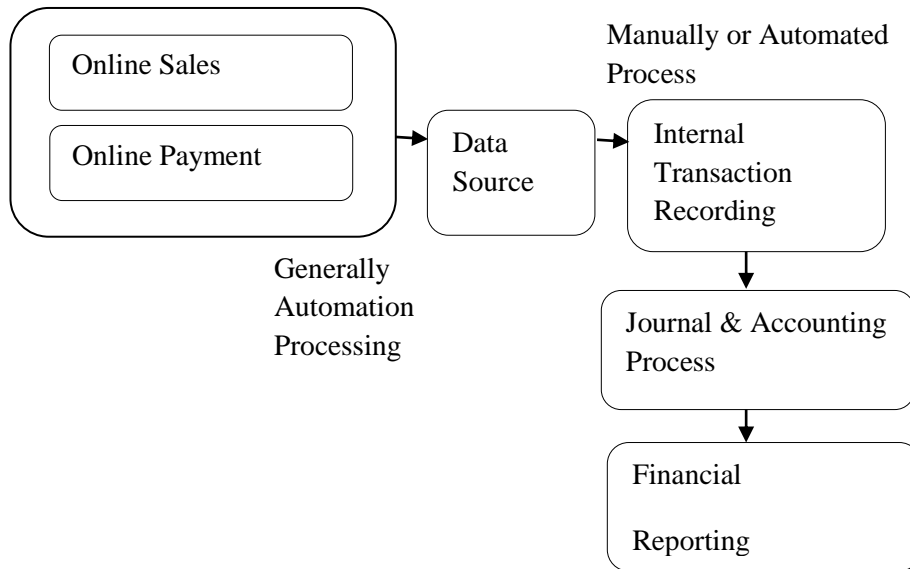 Online Sales
Online Payment
Generally
Automation
Processing
Data
Source
Manually or Automated
Process
Internal
Transaction
Recording
Journal & Accounting
Process
Financial
Reporting